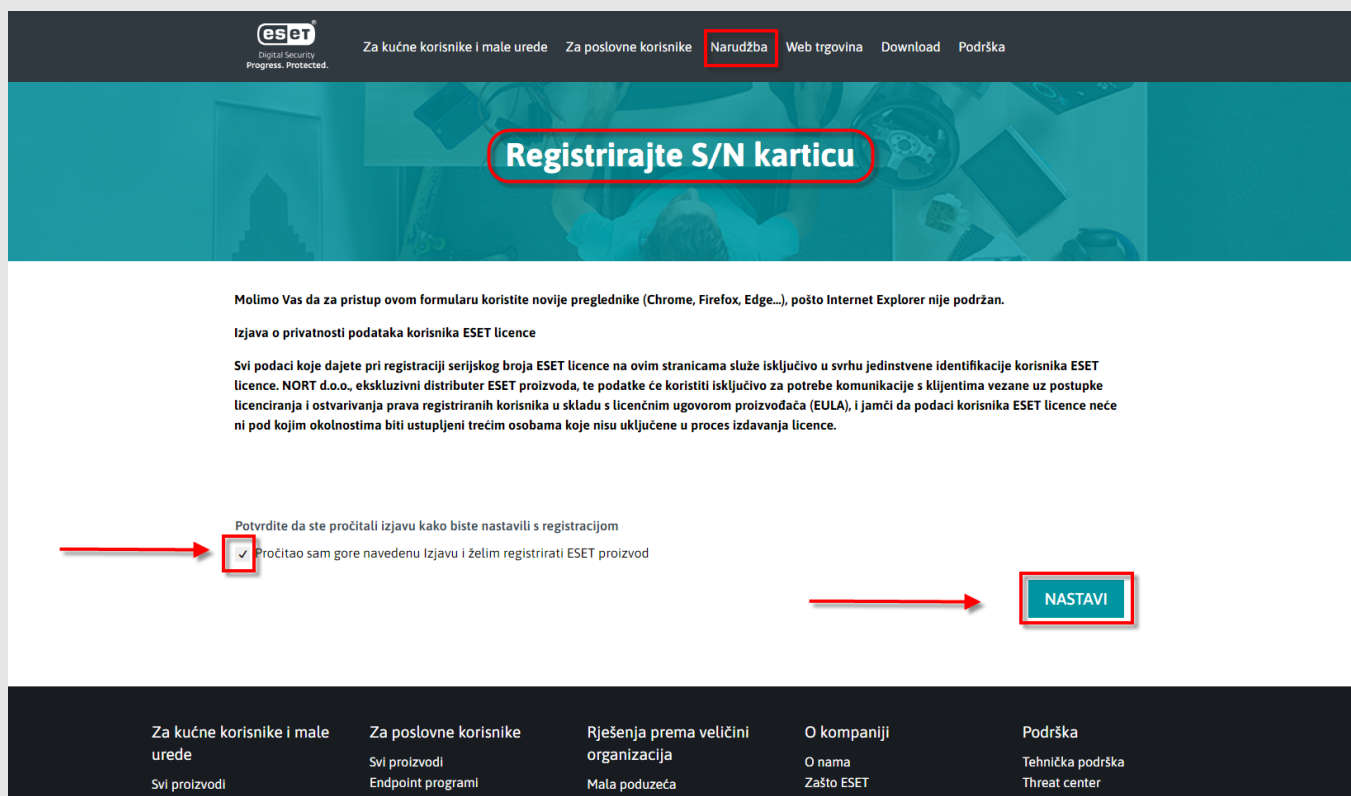 eset
Digital Security
Progress. Protected.
Za kućne korisnike i male urede
Za poslovne korisnike
Narudžba
Web trgovina
Download
Podrška
Registrirajte S/N karticu
Molimo Vas da za pristup ovom formularu koristite novije preglednike (Chrome, Firefox, Edge...), pošto Internet Explorer nije podržan.
Izjava o privatnosti podataka korisnika ESET licence
Svi podaci koje dajete pri registraciji serijskog broja ESET licence na ovim stranicama služe isključivo u svrhu jedinstvene identifikacije korisnika ESET
licence. NORT d.o.o., ekskluzivni distributer ESET proizvoda, te podatke će koristiti isključivo za potrebe komunikacije s klijentima vezane uz postupke
licenciranja i ostvarivanja prava registriranih korisnika u skladu s licenčnim ugovorom proizvođača (EULA), i jamči da podaci korisnika ESET licence neće
ni pod kojim okolnostima biti ustupljeni trećim osobama koje nisu uključene u proces izdavanja licence.
Potvrdite da ste pročitali izjavu kako biste nastavili s registracijom
Pročitao sam gore navedenu Izjavu i želim registrirati ESET proizvod
NASTAVI
Za kućne korisnike i male
urede
Svi proizvodi
Za poslovne korisnike
Svi proizvodi
Endpoint programi
Rješenja prema veličini
organizacija
Mala poduzeća
O kompaniji
O nama
Zašto ESET
Podrška
Tehnička podrška
Threat center